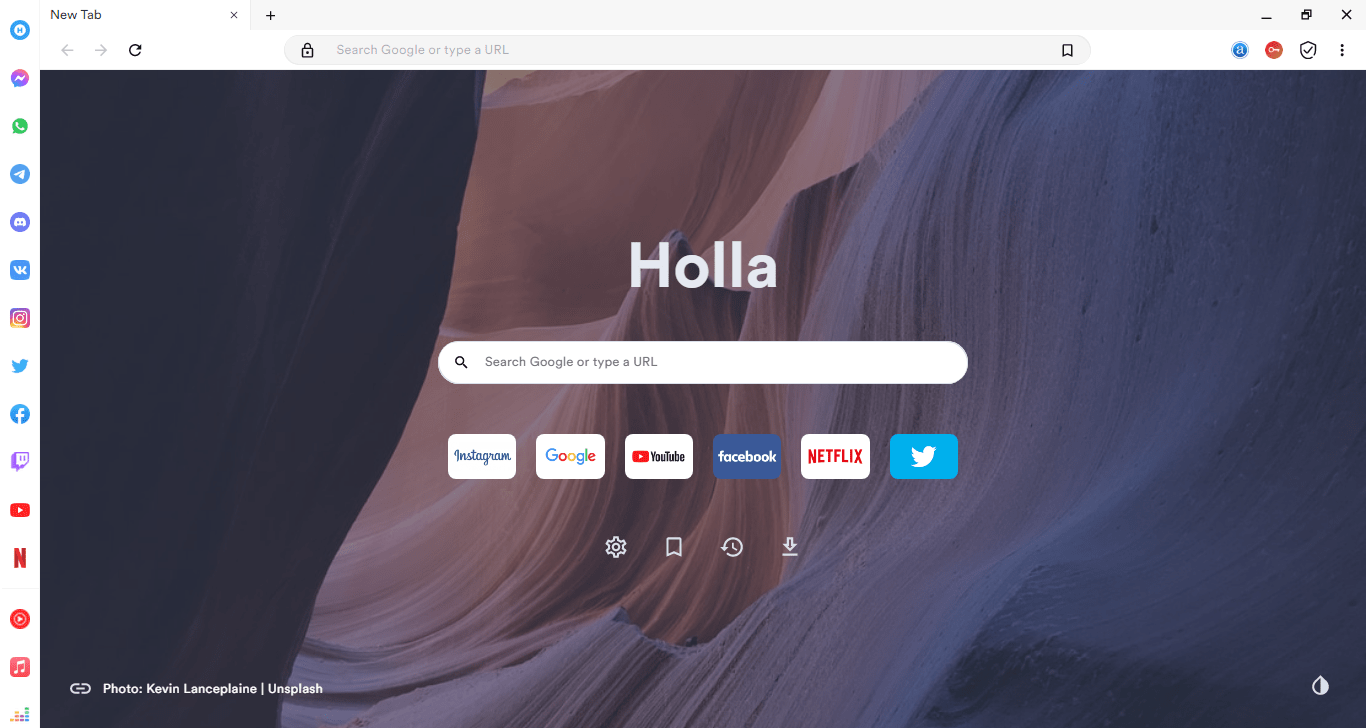 New Tab
Search Google or type a URL
Holla
Search Google or type a URL
Instagram
Google
YouTube
facebook
NETFLIX
Photo: Kevin Lanceplaine | Unsplash